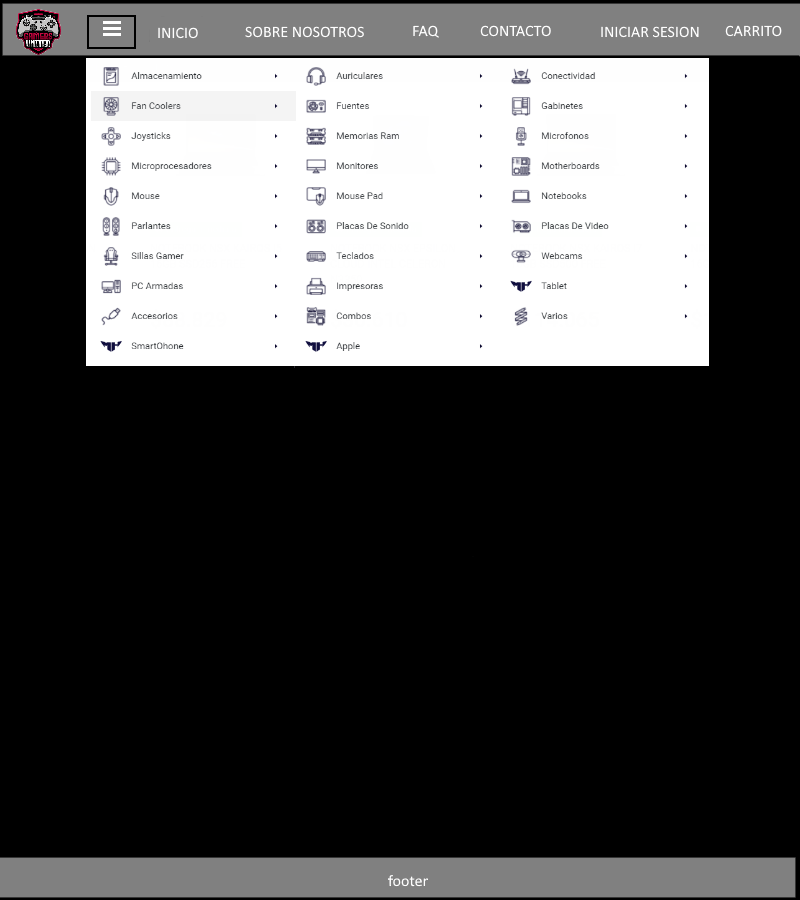 GAMERS
UNITED
INICIO SOBRE NOSOTROS FAQ CONTACTO INICIAR SESION CARRITO
Almacenamiento Auriculares Conectividad
Fan Coolers Fuentes Gabinetes
Joysticks Memorias Ram Microfonos
Microprocesadores Monitores Motherboards
Mouse Mouse Pad Notebooks
Parlantes Placas De Sonido Placas De Video
Sillas Gamer Teclados Webcams
PC Armadas Impresoras Tablet
Accesorios Combos Varios
SmartOhone Apple
footer